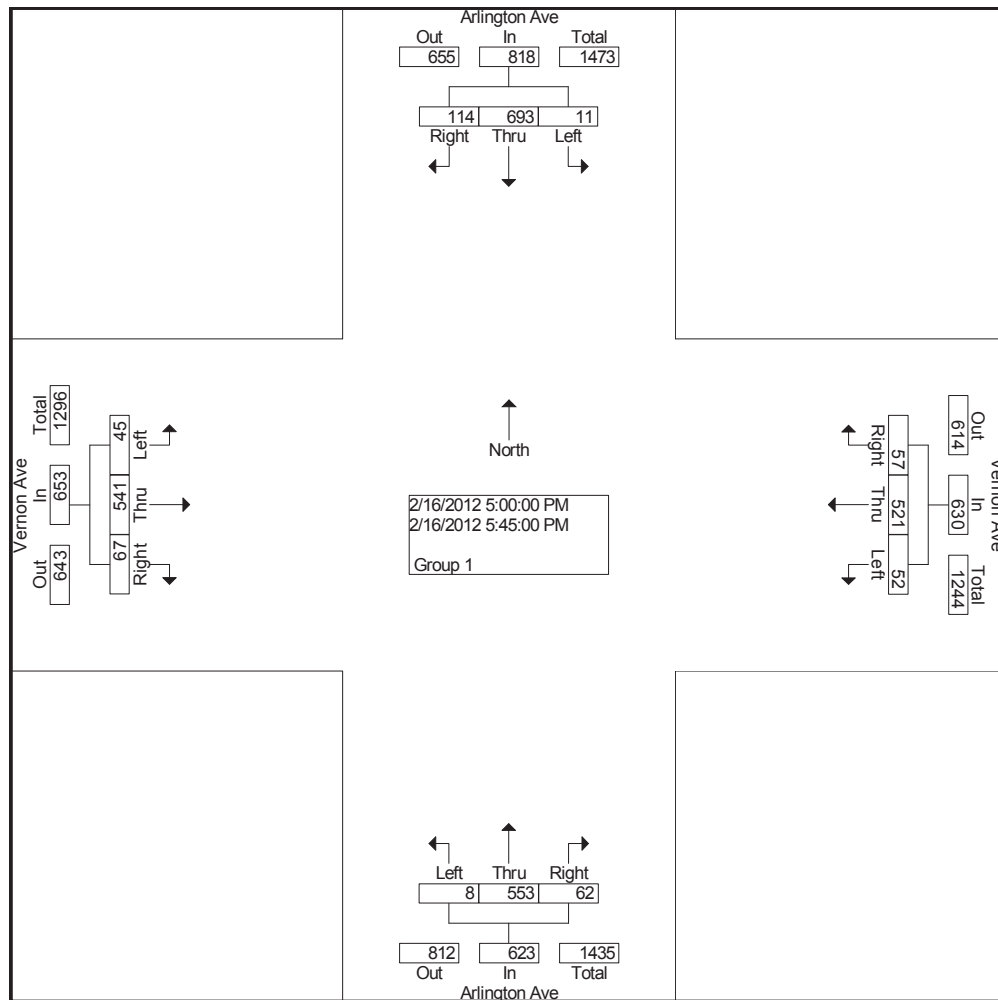 Arlington Ave
Out In Total
655 818 1473
114 693 11
Right Thru Left
Vernon Ave
Total In Out
1296 653 643
45 541 67
Left Thru Right
North
2/16/2012 5:00:00 PM
2/16/2012 5:45:00 PM
Group 1
Right Thru Left
57 521 52
Out In Total
614 630 1244
Vernon Ave
Left Thru Right
8 553 62
812 623 1435
Out In Total
Arlington Ave